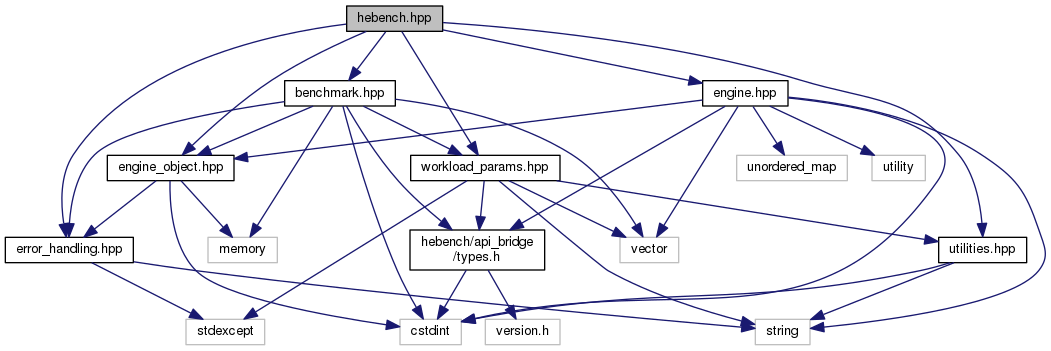 hebench.hpp
benchmark.hpp
engine.hpp
engine_object.hpp
workload_params.hpp
unordered_map
utility
error_handling.hpp
memory
hebench/api_bridge
/types.h
vector
utilities.hpp
stdexcept
cstdint
version.h
string